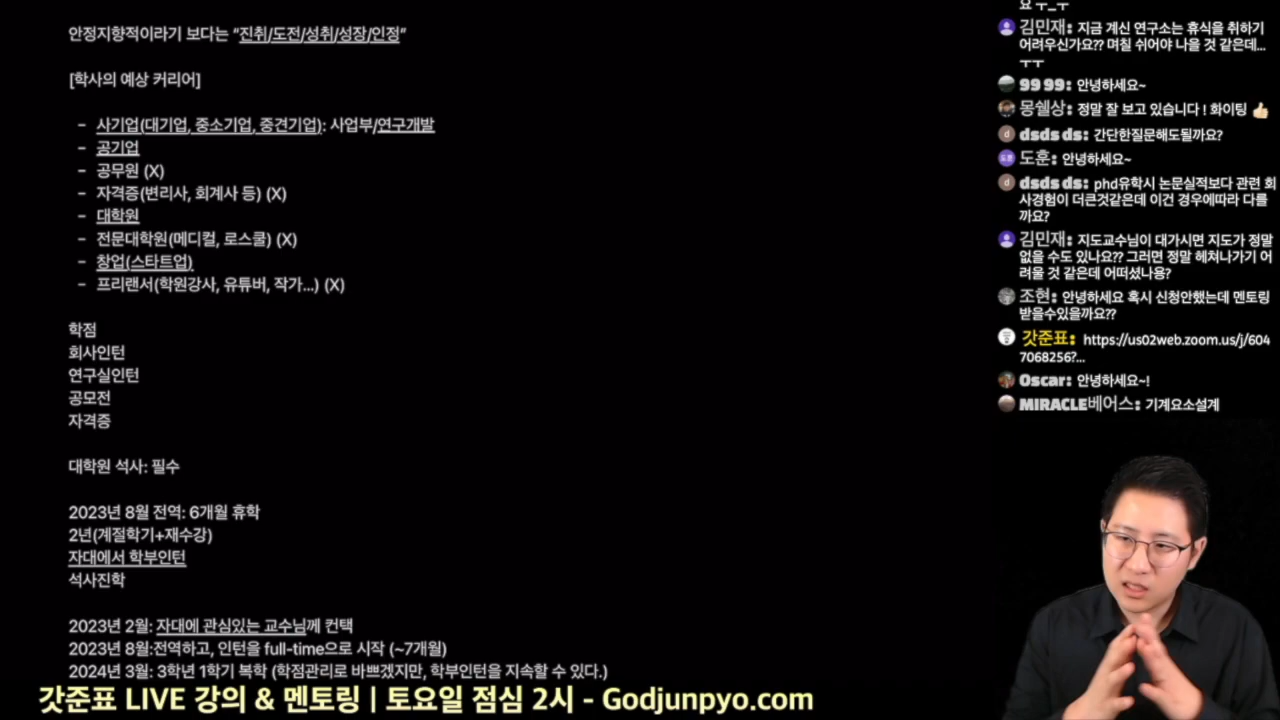 안정지향적이라기 보다는 "진취/도전/성취/성장/인정"
[학사의 예상 커리어]
– 사기업(대기업, 중소기업, 중견기업): 사업부/연구개발
– 공기업
– 공무원 (X)
– 자격증(변리사, 회계사 등) (X)
– 대학원
– 전문대학원(메디컬, 로스쿨) (X)
– 창업(스타트업)
– 프리랜서(학원강사, 유튜버, 작가...) (X)
학점
회사인턴
연구실인턴
공모전
자격증
대학원 석사: 필수
2023년 8월 전역: 6개월 휴학
2년(계절학기+재수강)
자대에서 학부인턴
석사진학
2023년 2월: 자대에 관심있는 교수님께 컨택
2023년 8월:전역하고, 인턴을 full-time으로 시작 (~7개월)
2024년 3월: 3학년 1학기 복학 (학점관리로 바쁘겠지만, 학부인턴을 지속할 수 있다.)
갓준표 LIVE 강의 & 멘토링 | 토요일 점심 2시 - Godjunpyo.com
요 ㅜ_ㅜ
김민재: 지금 계신 연구소는 휴식을 취하기
어려우신가요?? 며칠 쉬어야 나을 것 같은데...
ㅜㅜ
99 99: 안녕하세요~
몽쉘상: 정말 잘 보고 있습니다 ! 화이팅 👍🏻
dsds ds: 간단한질문해도될까요?
도훈: 안녕하세요~
dsds ds: phd유학시 논문실적보다 관련 회
사경험이 더큰것같은데 이건 경우에따라 다를
까요?
김민재: 지도교수님이 대가시면 지도가 정말
없을 수도 있나요?? 그러면 정말 헤쳐나가기 어
려울 것 같은데 어떠셨나용?
조현: 안녕하세요 혹시 신청안했는데 멘토링
받을수있을까요??
갓준표: https://us02web.zoom.us/j/604
7068256?...
Oscar: 안녕하세요~!
MIRACLE베어스: 기계요소설계